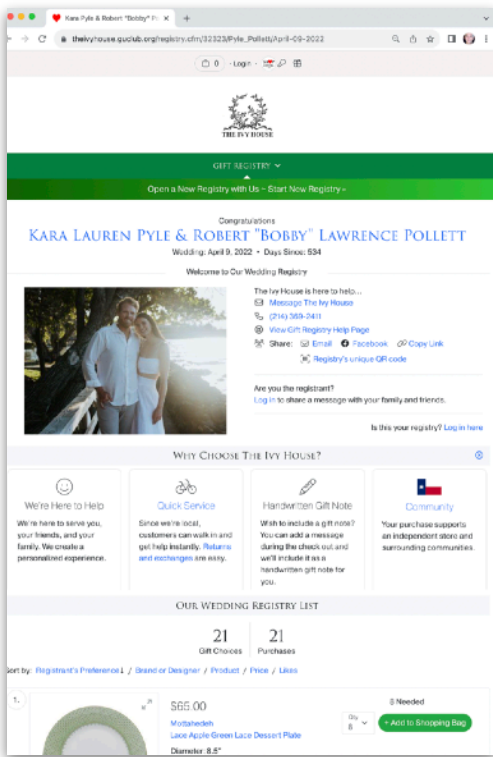 Kara Pyle & Robert "Bobby" P
theivyhouse.guclub.org/registry.cfm/32323/Pyle_Pollett/April-09-2022
0 - Login -
THE IVY HOUSE
GIFT REGISTRY
Open a New Registry with Us – Start New Registry »
Congratulations
KARA LAUREN PYLE & ROBERT "BOBBY" LAWRENCE POLLETT
Wedding: April 9, 2022 • Days Since: 534
Welcome to Our Wedding Registry
The Ivy House is here to help...
Message The Ivy House
(214) 369-2411
View Gift Registry Help Page
Share: Email Facebook Copy Link
Registry's unique QR code
Are you the registrant?
Log in to share a message with your family and friends.
Is this your registry? Log in here
WHY CHOOSE THE IVY HOUSE?
We're Here to Help
We're here to serve you,
your friends, and your
family. We create a
personalized experience.
Quick Service
Since we're local,
customers can walk in and
get help instantly. Returns
and exchanges are easy.
Handwritten Gift Note
Wish to include a gift note?
You can add a message
during the check out and
we'll include it as a
handwritten gift note for
you.
Community
Your purchase supports
an independent store and
surrounding communities.
OUR WEDDING REGISTRY LIST
21 21
Gift Choices Purchases
Sort by: Registrant's Preference↓ / Brand or Designer / Product / Price / Likes
1.
$65.00
Mottahedeh
Lace Apple Green Lace Dessert Plate
Diameter: 8.5"
8 Needed
Qty
8
+ Add to Shopping Bag